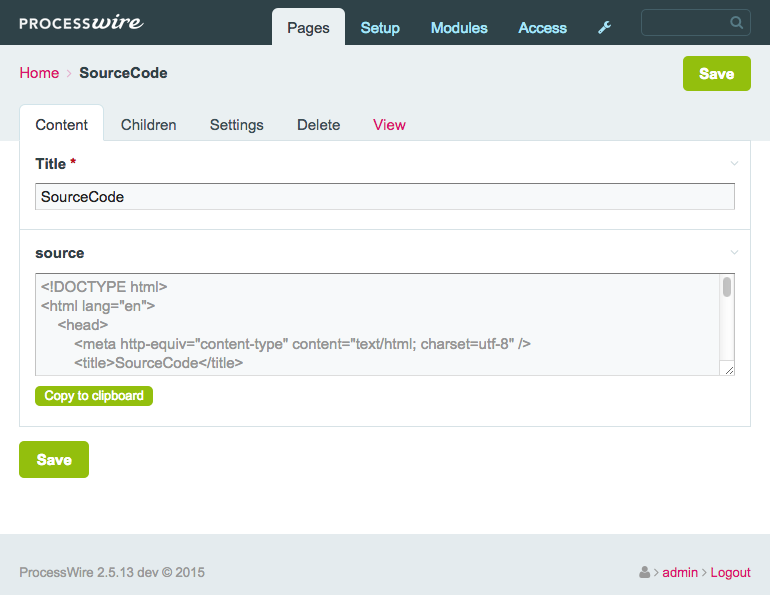 PROCESSWIRE
Pages Setup Modules Access
Home > SourceCode
Save
Content Children Settings Delete View
Title *
SourceCode
source
<!DOCTYPE html>
<html lang="en">
<head>
<meta http-equiv="content-type" content="text/html; charset=utf-8" />
<title>SourceCode</title>
Copy to clipboard
Save
ProcessWire 2.5.13 dev © 2015
> admin > Logout